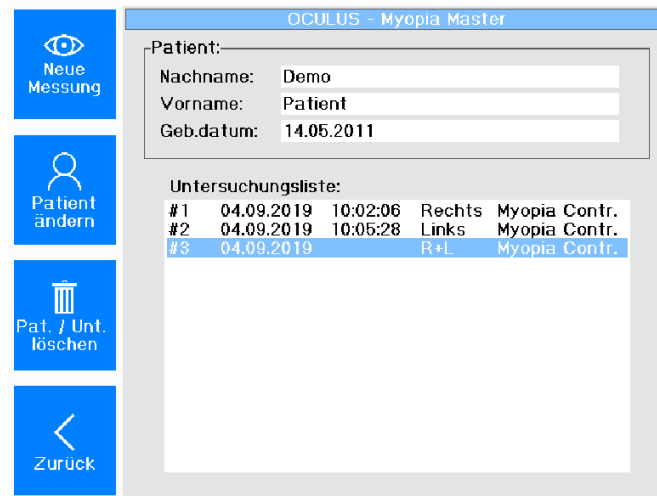 OCULUS - Myopia Master
Neue
Messung
Patient
ändern
Pat. / Unt.
löschen
Zurück
Patient:
Nachname: Demo
Vorname: Patient
Geb.datum: 14.05.2011
Untersuchungsliste:
#1 04.09.2019 10:02:06 Rechts Myopia Contr.
#2 04.09.2019 10:05:28 Links Myopia Contr.
#3 04.09.2019 R+L Myopia Contr.